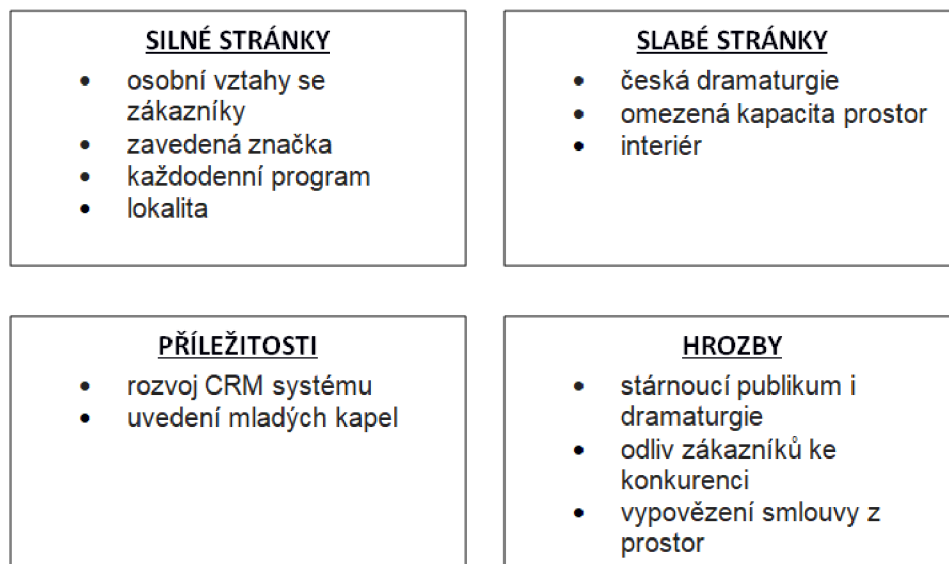 SILNÉ STRÁNKY
• osobní vztahy se
zákazníky
• zavedená značka
• každodenní program
• lokalita
SLABÉ STRÁNKY
• česká dramaturgie
• omezená kapacita prostor
• interiér
PŘÍLEŽITOSTI
• rozvoj CRM systému
• uvedení mladých kapel
HROZBY
• stárnoucí publikum i
dramaturgie
• odliv zákazníků ke
konkurenci
• vypovězení smlouvy z
prostor